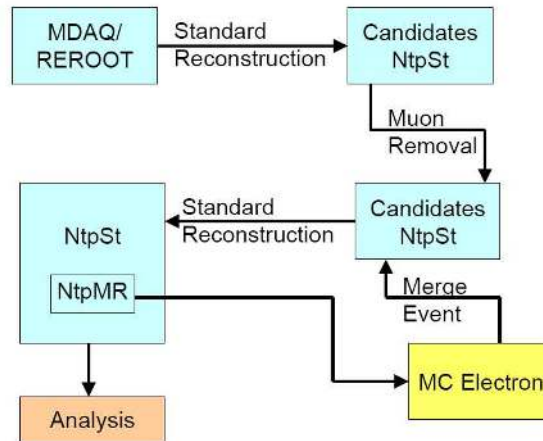 MDAQ/
REROOT
Standard
Reconstruction
Candidates
NtpSt
Muon
Removal
NtpSt
NtpMR
Standard
Reconstruction
Candidates
NtpSt
Merge
Event
MC Electron
Analysis